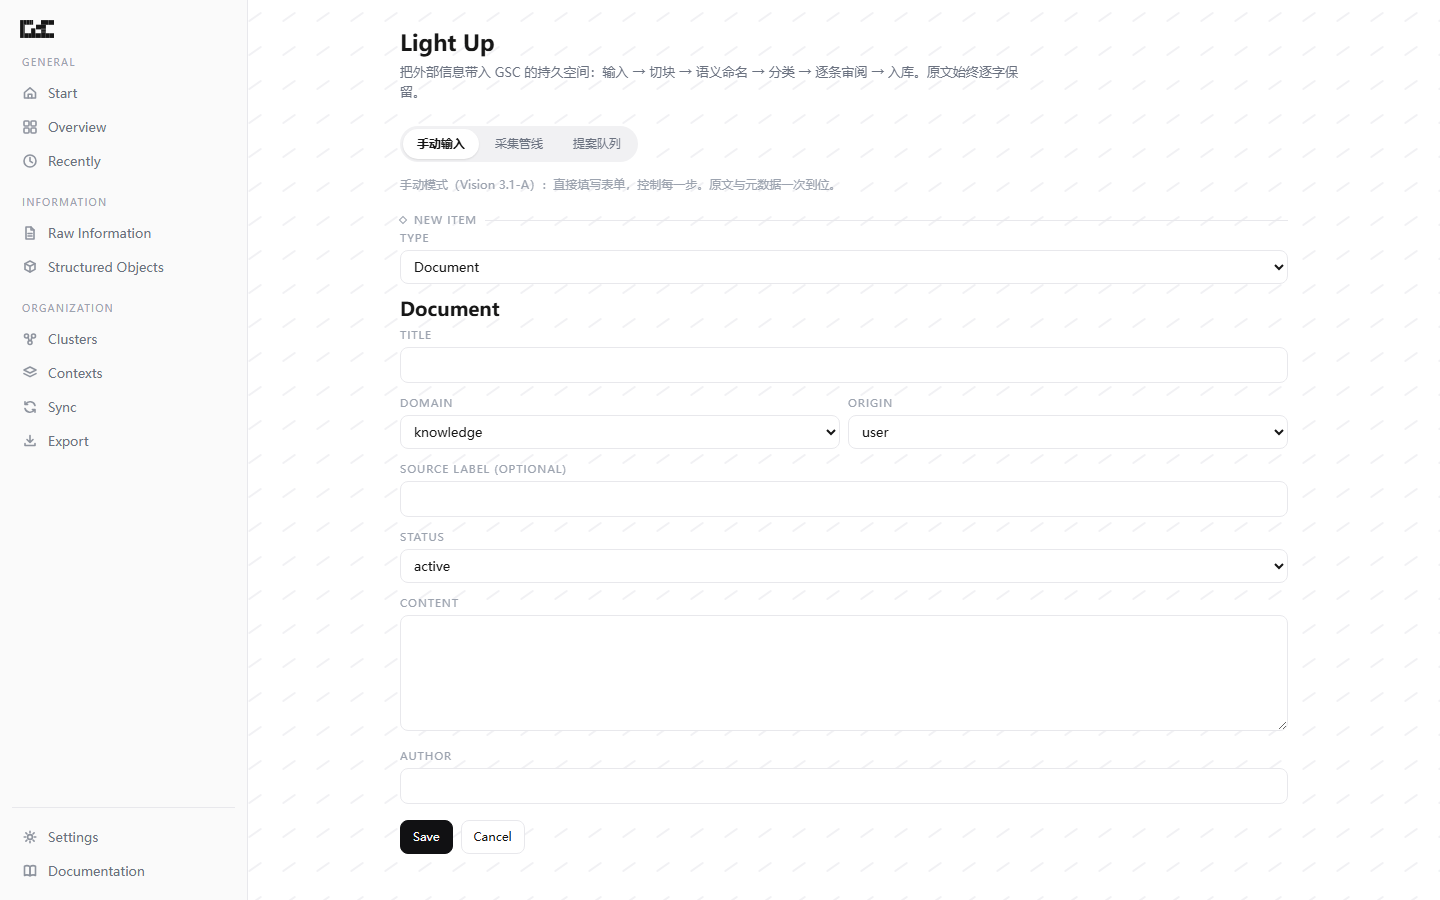 GSC
GENERAL
Start
Overview
Recently
INFORMATION
Raw Information
Structured Objects
ORGANIZATION
Clusters
Contexts
Sync
Export
Settings
Documentation
Light Up
把外部信息带入 GSC 的持久空间：输入 → 切块 → 语义命名 → 分类 → 逐条审阅 → 入库。原文始终逐字保
留。
手动输入 采集管线 提案队列
手动模式（Vision 3.1-A）：直接填写表单，控制每一步。原文与元数据一次到位。
NEW ITEM
TYPE
Document
Document
TITLE
DOMAIN ORIGIN
knowledge user
SOURCE LABEL (OPTIONAL)
STATUS
active
CONTENT
AUTHOR
Save Cancel